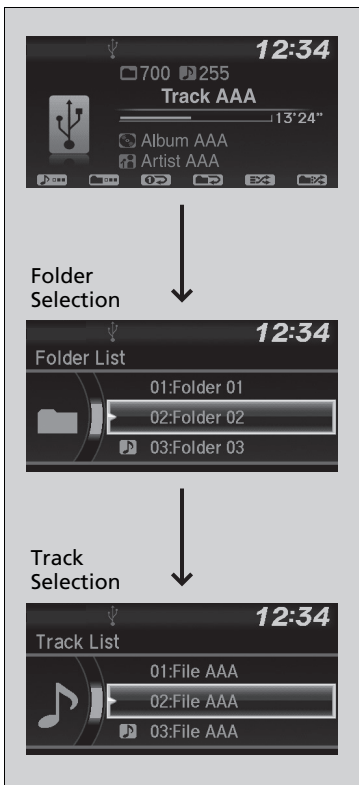 12:34
700 255
Track AAA
13'24"
Album AAA
Artist AAA
Folder
Selection
12:34
Folder List
01:Folder 01
02:Folder 02
03:Folder 03
Track
Selection
12:34
Track List
01:File AAA
02:File AAA
03:File AAA